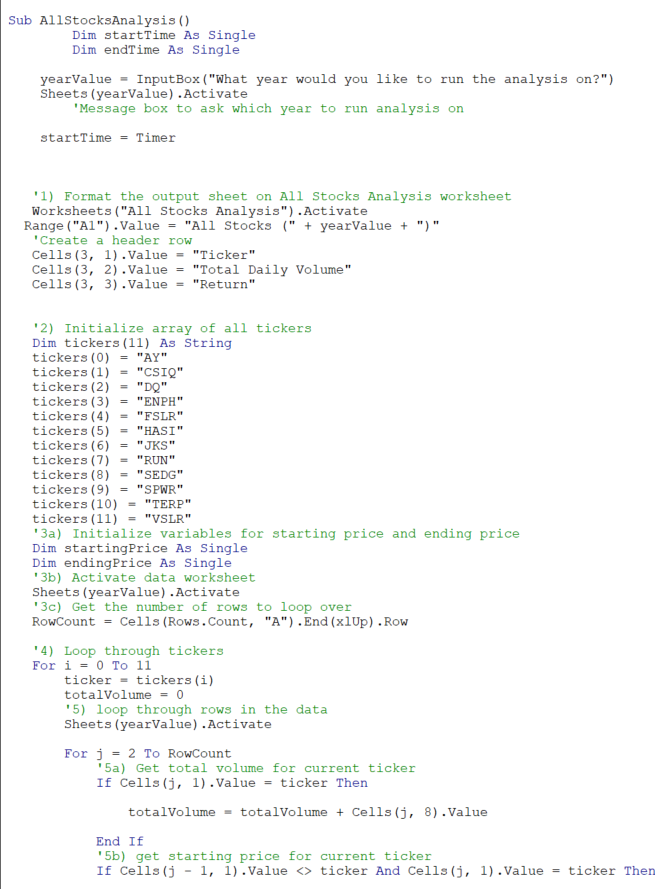 Sub AllStocksAnalysis()
Dim startTime As Single
Dim endTime As Single
yearValue = InputBox("What year would you like to run the analysis on?")
Sheets(yearValue).Activate
'Message box to ask which year to run analysis on
startTime = Timer
'1) Format the output sheet on All Stocks Analysis worksheet
Worksheets("All Stocks Analysis").Activate
Range("A1").Value = "All Stocks (" + yearValue + ")"
'Create a header row
Cells(3, 1).Value = "Ticker"
Cells(3, 2).Value = "Total Daily Volume"
Cells(3, 3).Value = "Return"
'2) Initialize array of all tickers
Dim tickers(11) As String
tickers(0) = "AY"
tickers(1) = "CSIQ"
tickers(2) = "DQ"
tickers(3) = "ENPH"
tickers(4) = "FSLR"
tickers(5) = "HASI"
tickers(6) = "JKS"
tickers(7) = "RUN"
tickers(8) = "SEDG"
tickers(9) = "SPWR"
tickers(10) = "TERP"
tickers(11) = "VSLR"
'3a) Initialize variables for starting price and ending price
Dim startingPrice As Single
Dim endingPrice As Single
'3b) Activate data worksheet
Sheets(yearValue).Activate
'3c) Get the number of rows to loop over
RowCount = Cells(Rows.Count, "A").End(xlUp).Row
'4) Loop through tickers
For i = 0 To 11
ticker = tickers(i)
totalVolume = 0
'5) loop through rows in the data
Sheets(yearValue).Activate
For j = 2 To RowCount
'5a) Get total volume for current ticker
If Cells(j, 1).Value = ticker Then
totalVolume = totalVolume + Cells(j, 8).Value
End If
'5b) get starting price for current ticker
If Cells(j - 1, 1).Value <> ticker And Cells(j, 1).Value = ticker Then